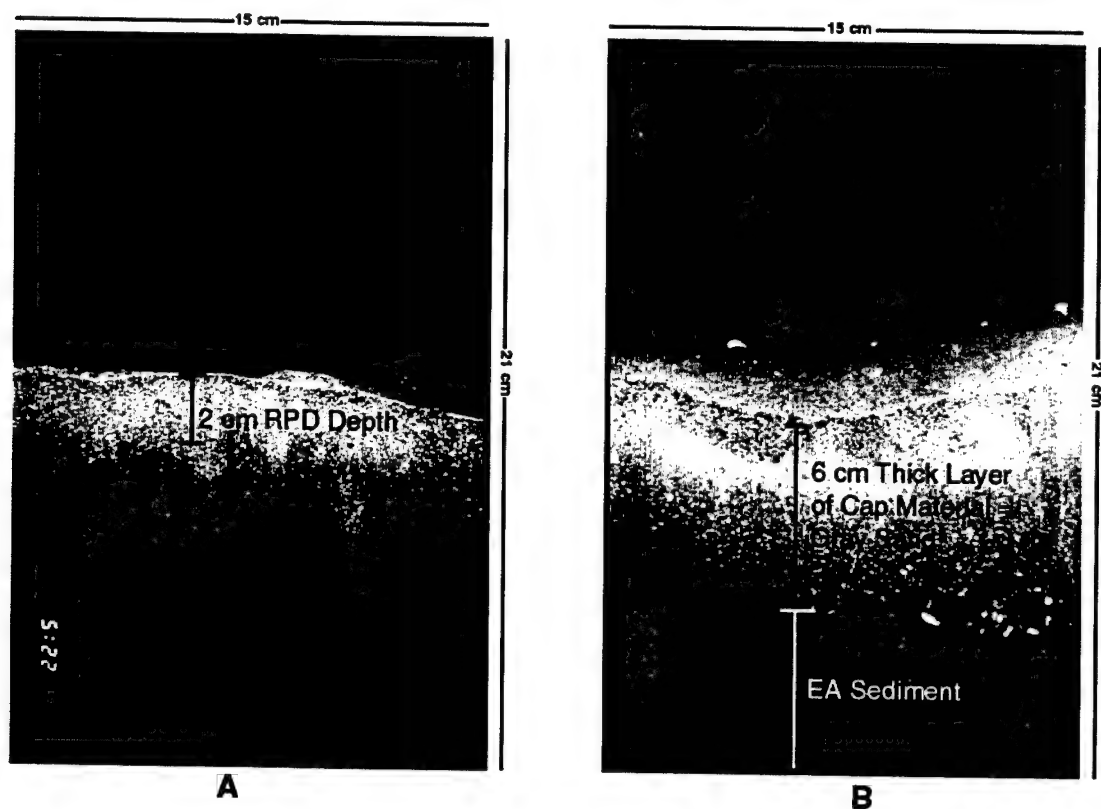 15 cm
21 cm
2 cm RPD Depth
5:22
A
15 cm
21 cm
6 cm Thick Layer
of Cap Material
EA Sediment
B